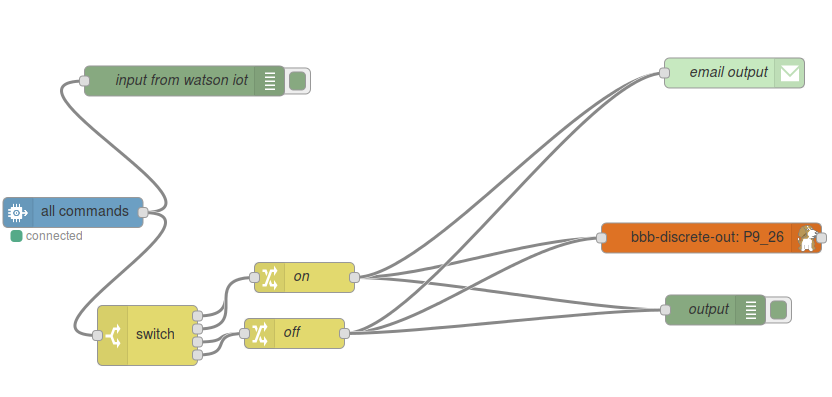 email output
input from watson iot
all commands
connected
bbb-discrete-out: P9_26
on
output
switch
off